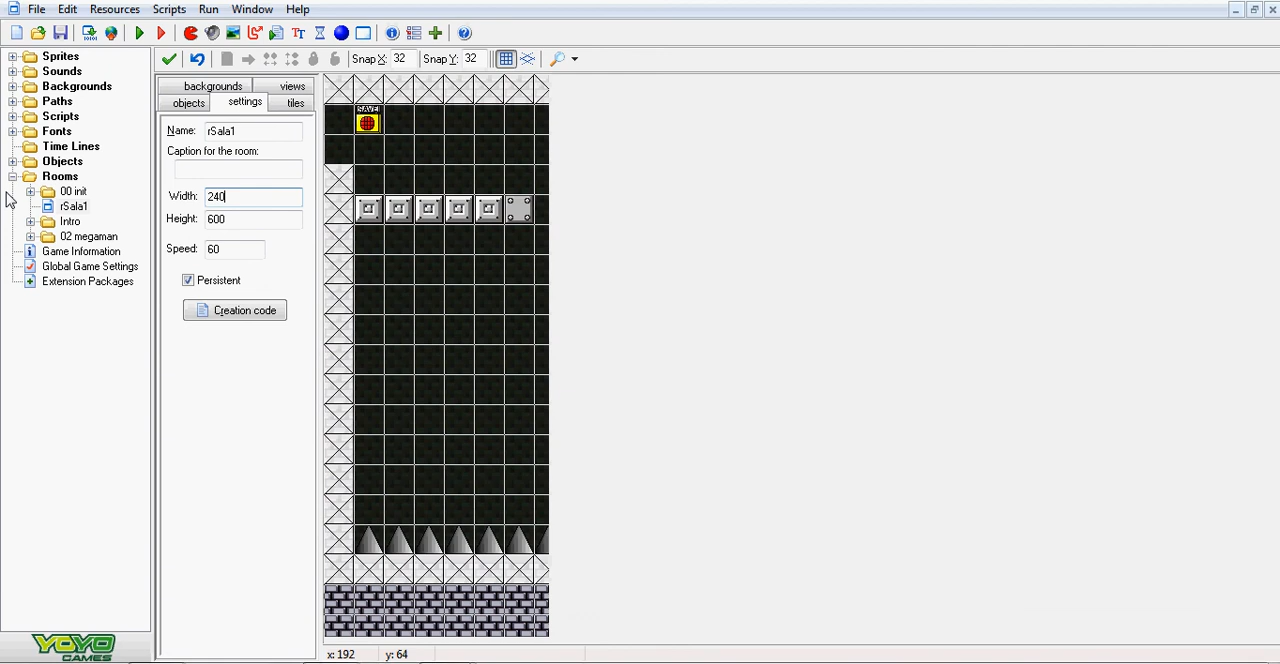 File Edit Resources Scripts Run Window Help
Snap X: 32 Snap Y: 32
Sprites
Sounds
Backgrounds
Paths
Scripts
Fonts
Time Lines
Objects
Rooms
00 init
rSala1
Intro
02 megaman
Game Information
Global Game Settings
Extension Packages
YOYO
GAMES
backgrounds views
objects settings tiles
Name: rSala1
Caption for the room:
Width: 240
Height: 600
Speed: 60
Persistent
Creation code
SAVE!
x: 192 y: 64